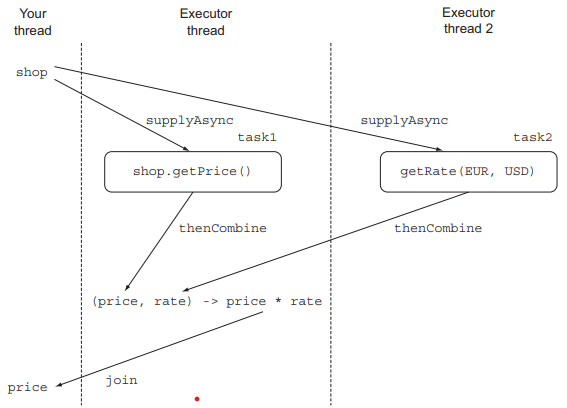 Your
thread
Executor
thread
Executor
thread 2
shop
supplyAsync
supplyAsync
task1
task2
shop.getPrice()
getRate(EUR, USD)
thenCombine
thenCombine
(price, rate) -> price * rate
join
price